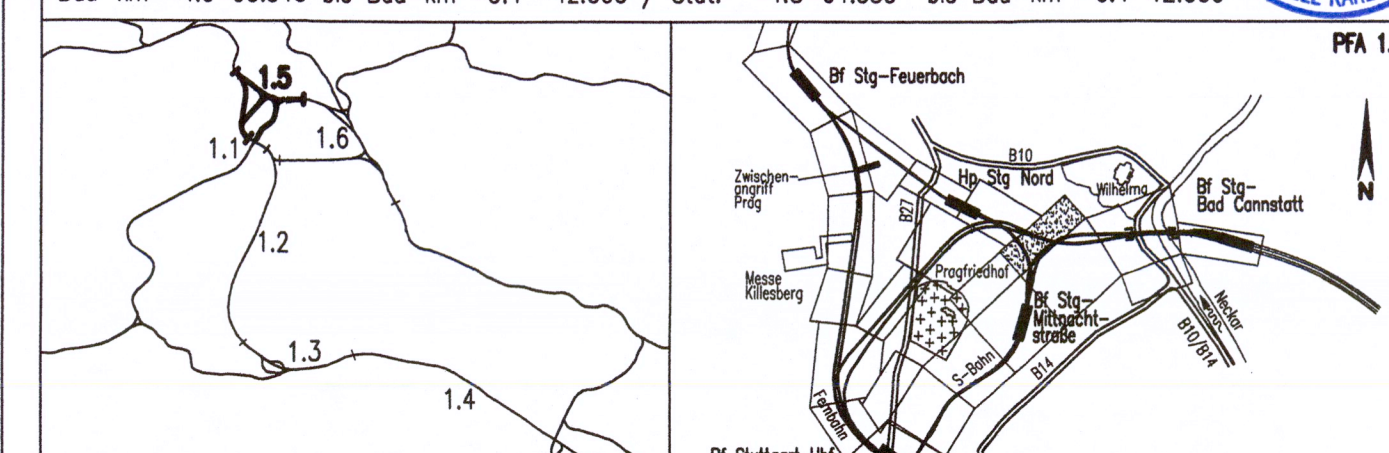 1.5
1.1
1.6
1.2
1.3
1.4
PFA 1.
Bf Stg-Feuerbach
B10
Zwischen-
angriff
Prag
Hp Stg Nord
Wilhelma
Bf Stg-
Bad Cannstatt
N
B27
Messe
Killesberg
Pragfriedhof
Bf Stg-
Mittnacht-
straße
Neckar
B10/B14
S-Bahn
B14
Fernbahn